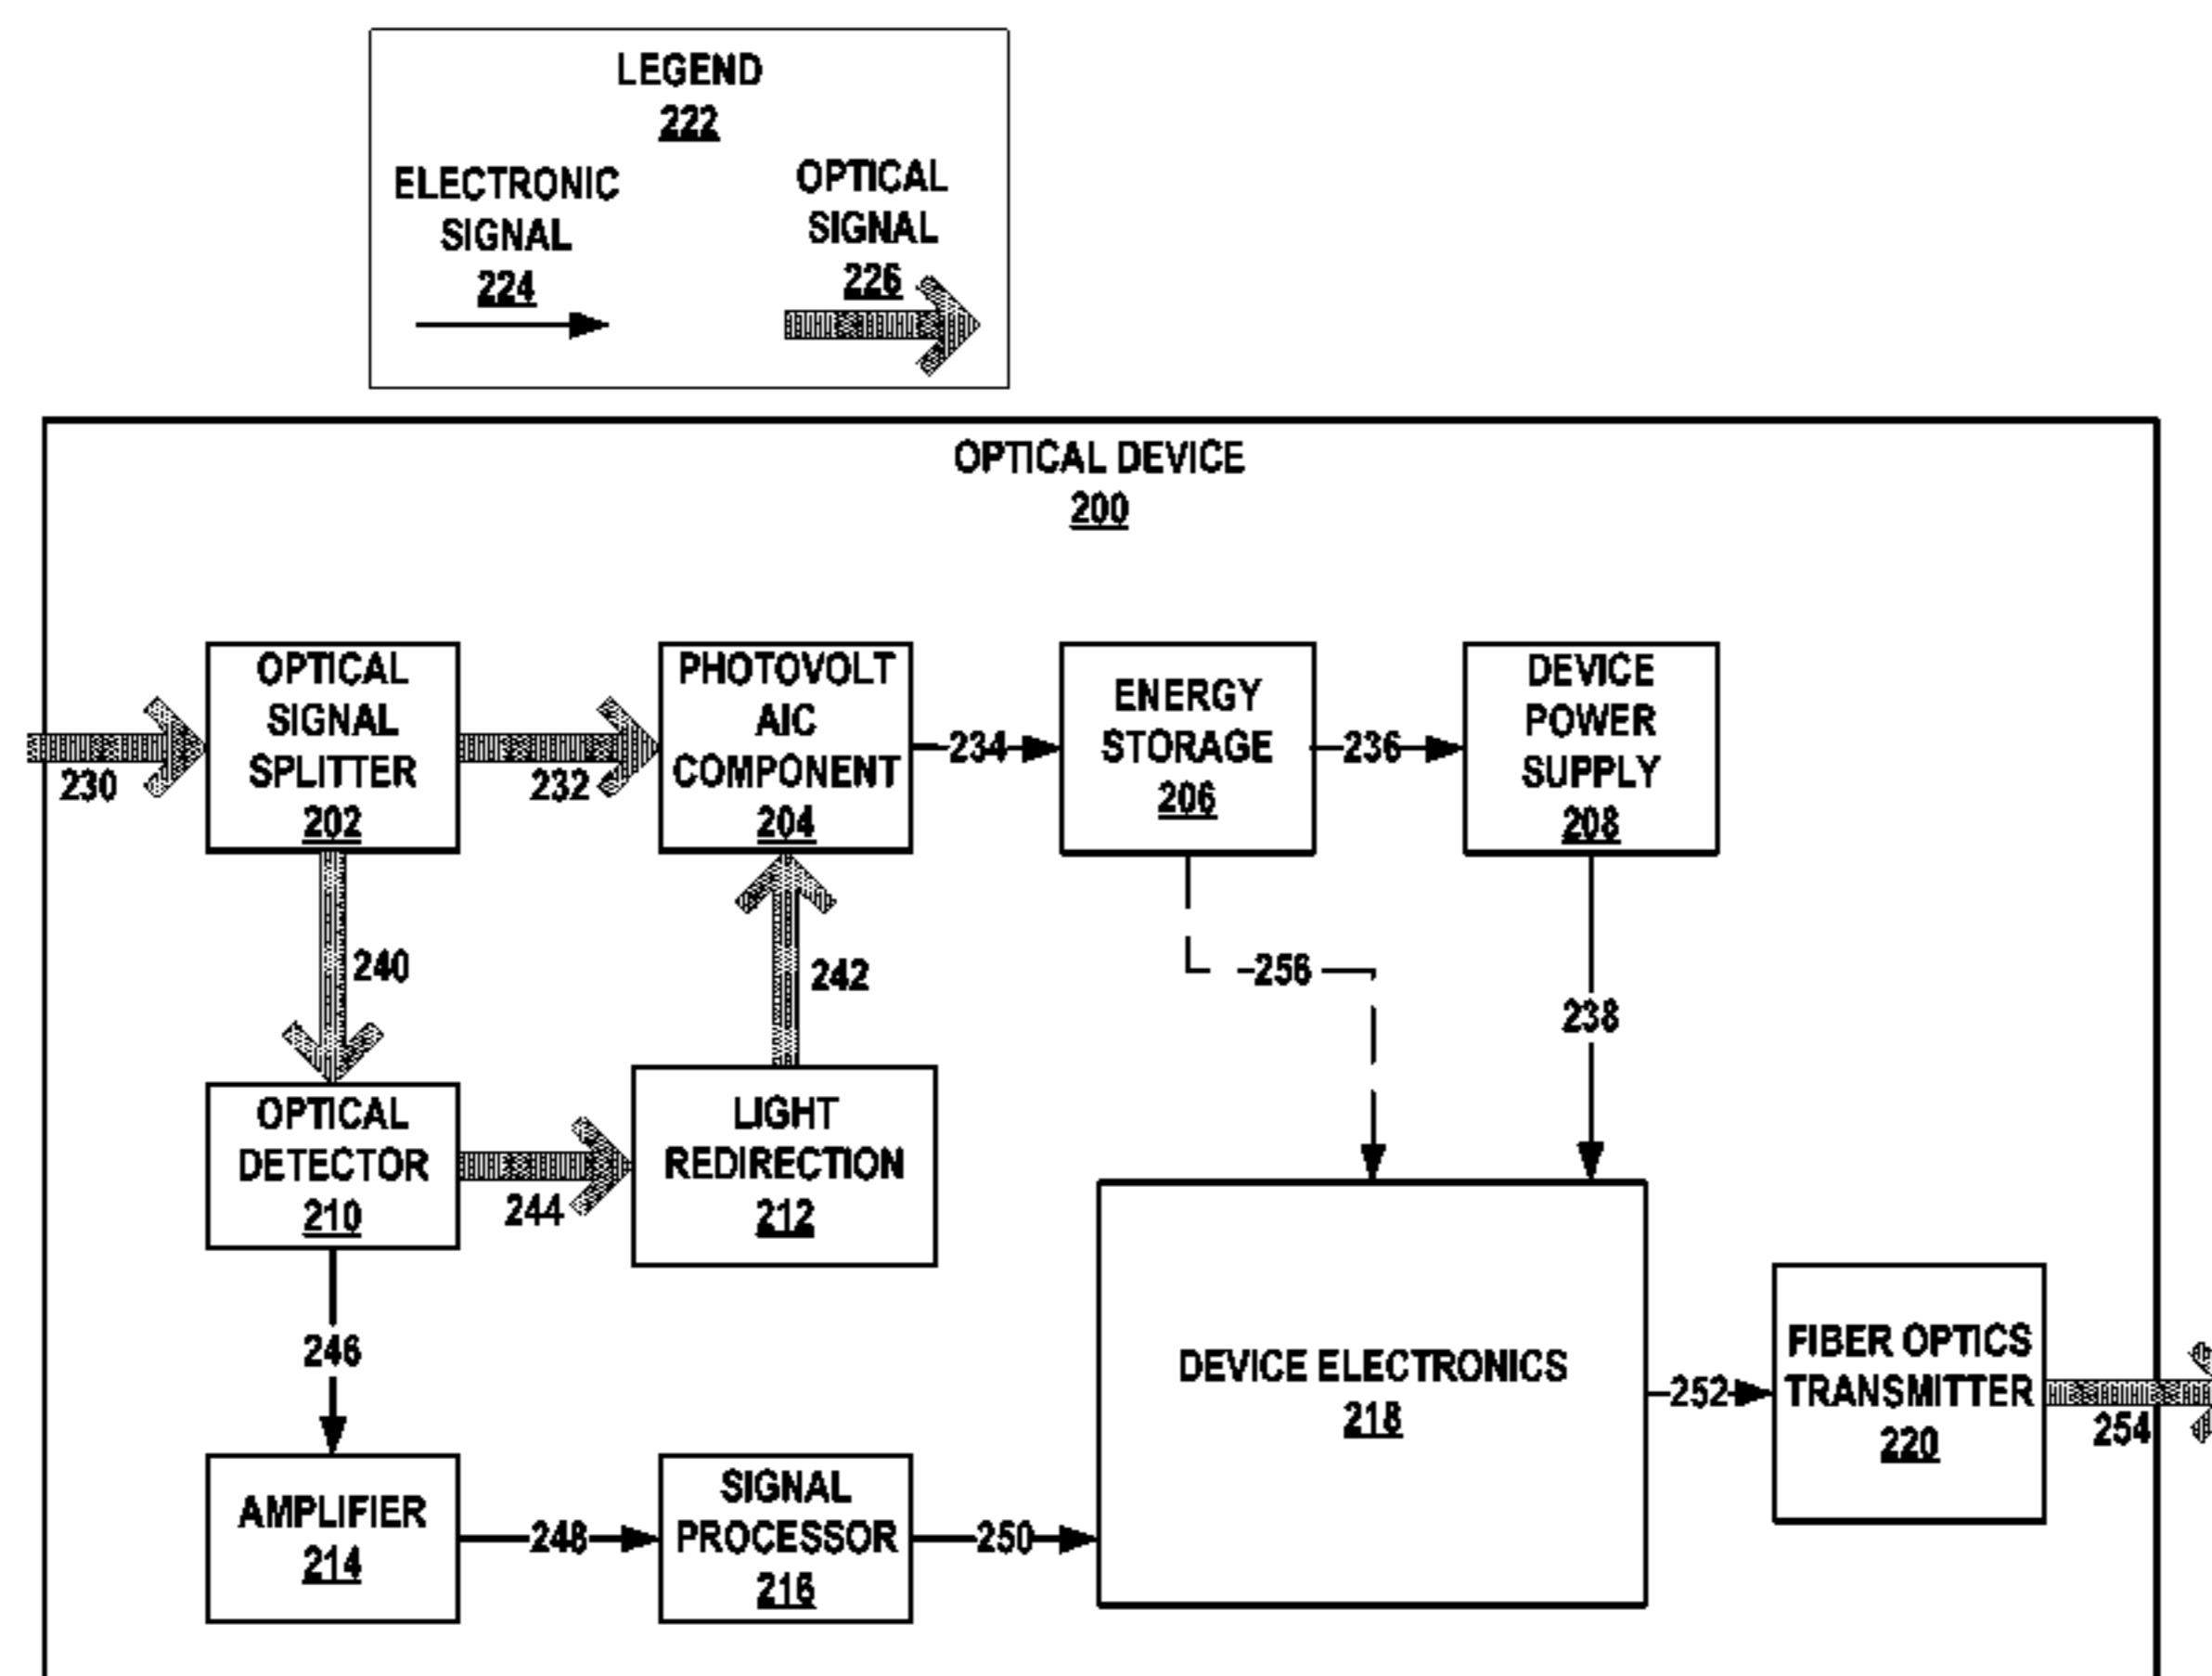 LEGEND
222
ELECTRONIC
SIGNAL
224
OPTICAL
SIGNAL
226
OPTICAL DEVICE
200
230
OPTICAL
SIGNAL
SPLITTER
202
232
PHOTOVOLT
AIC
COMPONENT
204
234
ENERGY
STORAGE
206
236
DEVICE
POWER
SUPPLY
208
240
242
256
238
OPTICAL
DETECTOR
210
244
LIGHT
REDIRECTION
212
246
DEVICE ELECTRONICS
218
252
FIBER OPTICS
TRANSMITTER
220
254
AMPLIFIER
214
248
SIGNAL
PROCESSOR
216
250